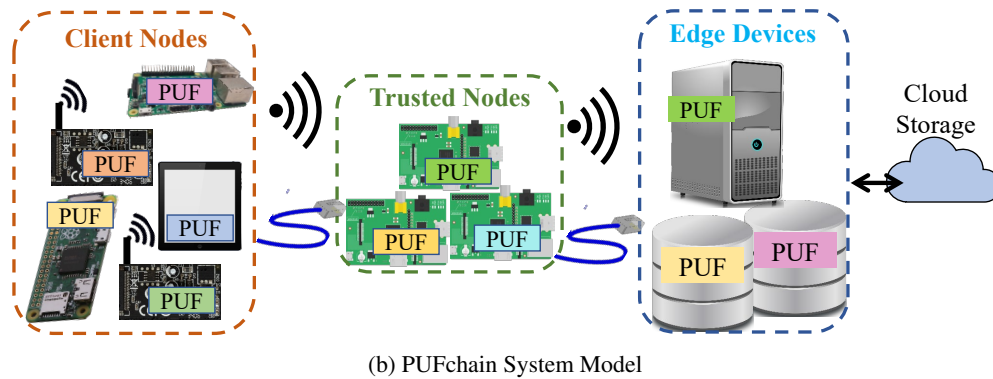 Client Nodes
PUF
PUF
PUF
PUF
PUF
Trusted Nodes
PUF
PUF
PUF
Edge Devices
PUF
PUF
PUF
Cloud
Storage
(b) PUFchain System Model